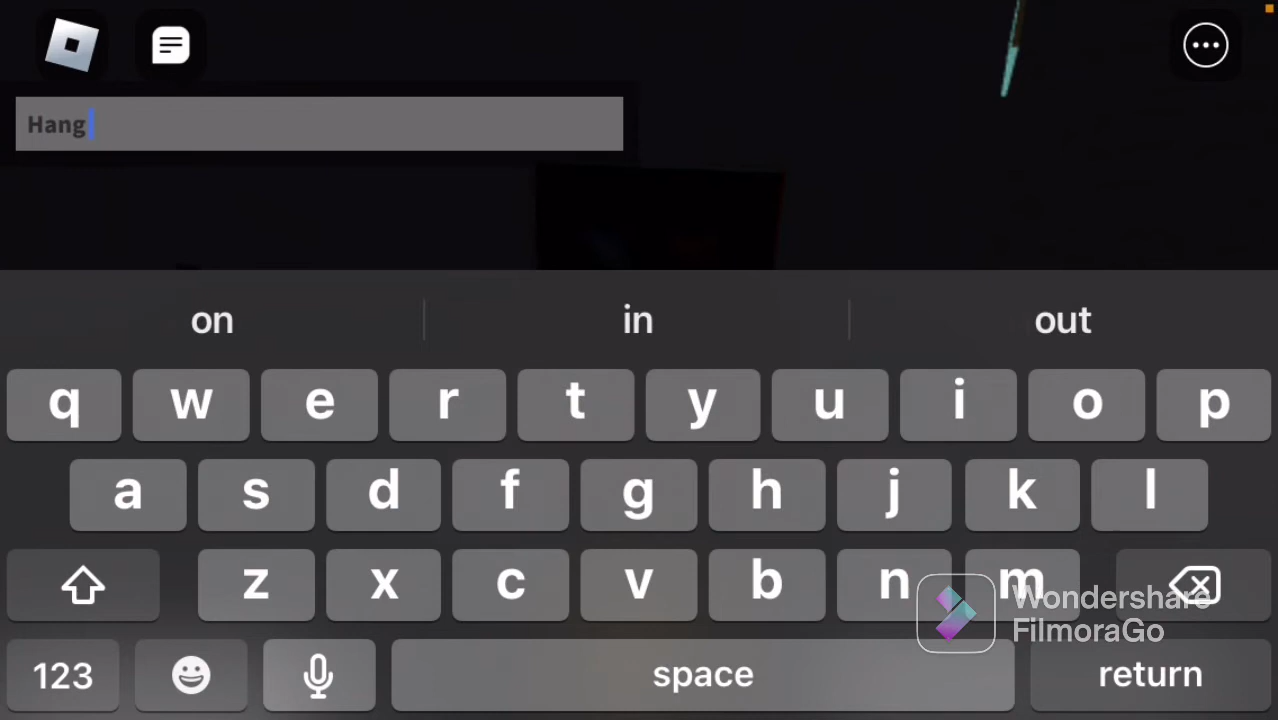 Hang
on in out
q w e r t y u i o p
a s d f g h j k l
z x c v b n m
Wondershare
FilmoraGo
123 space return